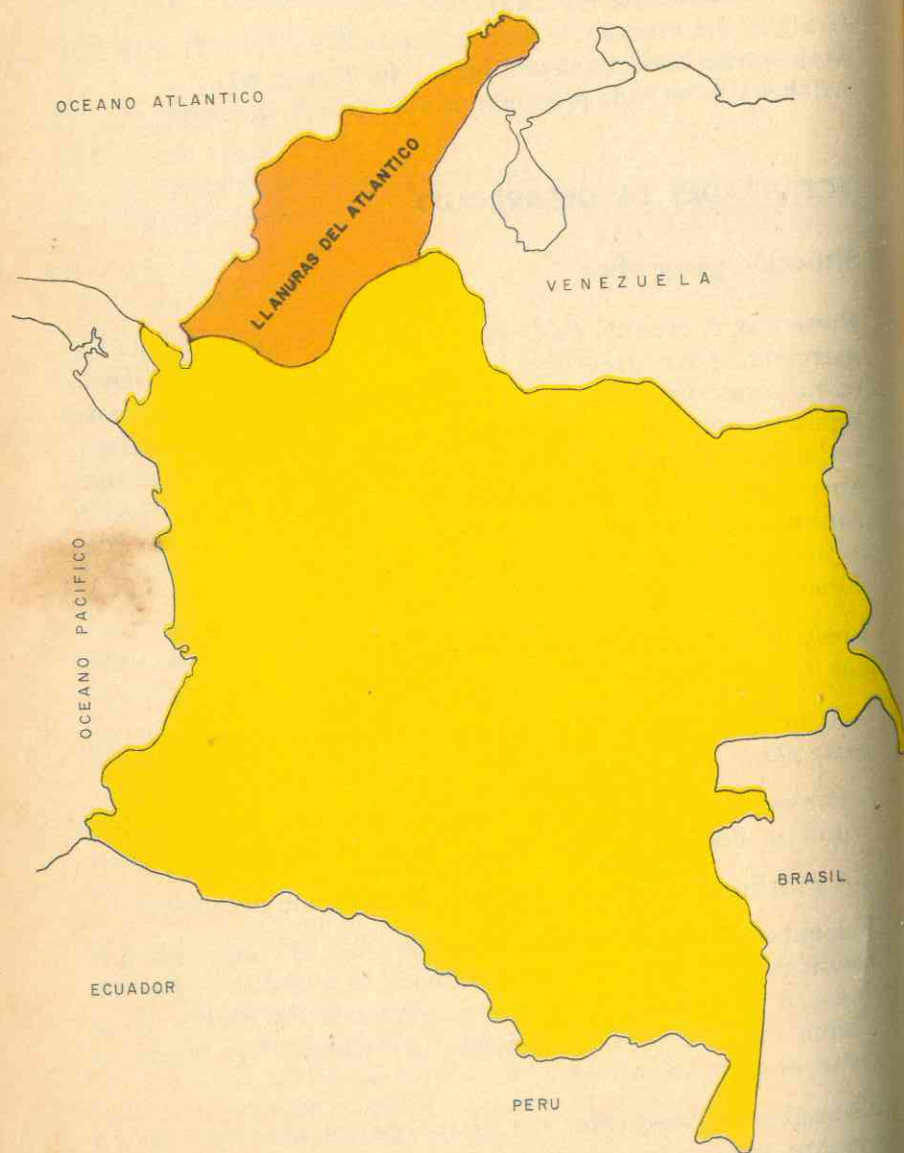 OCEANO ATLANTICO
LLANURAS DEL ATLANTICO
VENEZUELA
OCEANO PACIFICO
BRASIL
ECUADOR
PERU